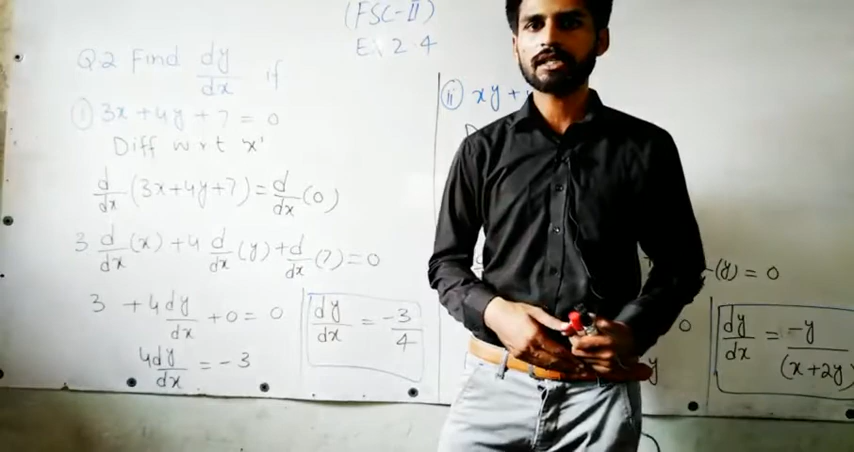 (FSC-II)
Ex 2.4
Q2 Find dy/dx if
(i) 3x+4y+7=0
Diff w r t 'x'
d/dx (3x+4y+7) = d/dx (0)
3 d/dx (x) + 4 d/dx (y) + d/dx (7) = 0
3 + 4 dy/dx + 0 = 0
4 dy/dx = -3
dy/dx = -3/4
(ii) xy+
(y) = 0
0
y
dy/dx = -y/(x+2y)